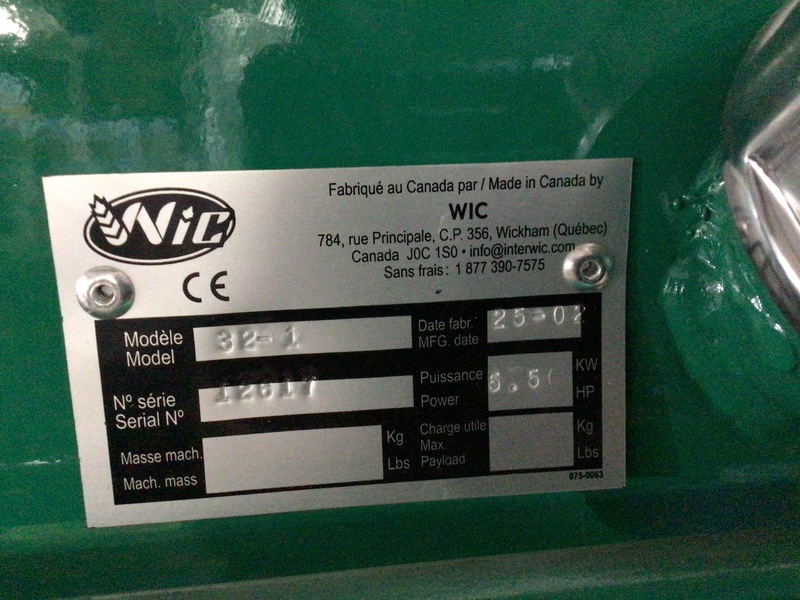 Wic
Fabriqué au Canada par / Made in Canada by
WIC
784, rue Principale, C.P. 356, Wickham (Québec)
Canada J0C 1S0 • info@interwic.com
Sans frais : 1 877 390-7575
CE
Modèle
Model
32-1
Date fabr.
MFG. date
25-02
Nº série
Serial Nº
Puissance
Power
KW
HP
Masse mach.
Mach. mass
Kg
Lbs
Charge utile
Max.
Payload
Kg
Lbs
075-0063